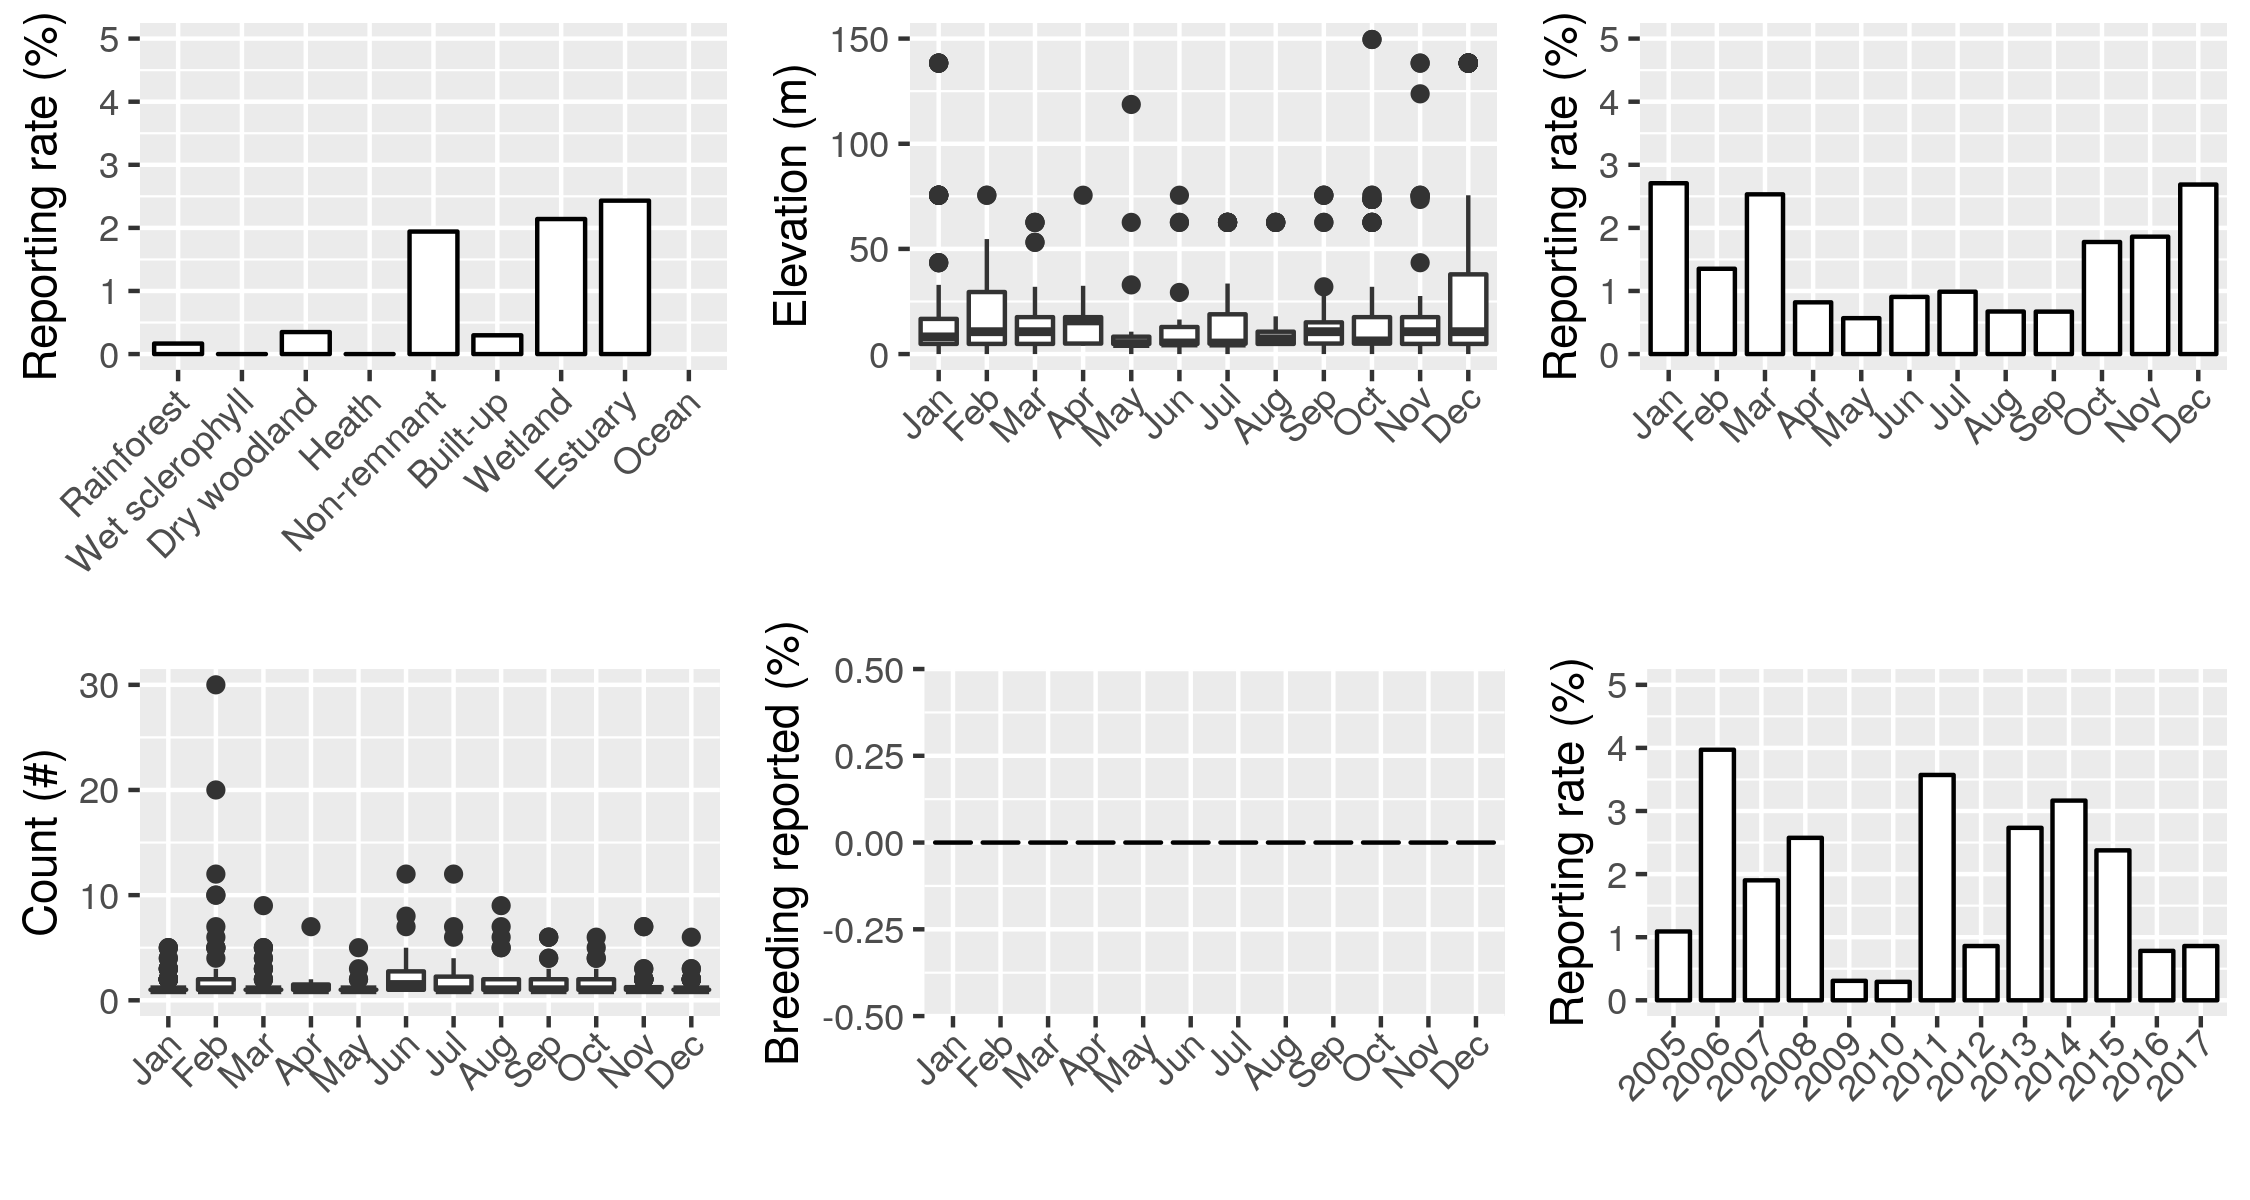 Reporting rate (%)
5
4
3
2
1
0
Rainforest
Wet sclerophyll
Dry woodland
Heath
Non-remnant
Built-up
Wetland
Estuary
Ocean
Elevation (m)
150
100
50
0
Jan
Feb
Mar
Apr
May
Jun
Jul
Aug
Sep
Oct
Nov
Dec
Reporting rate (%)
5
4
3
2
1
0
Jan
Feb
Mar
Apr
May
Jun
Jul
Aug
Sep
Oct
Nov
Dec
Count (#)
30
20
10
0
Jan
Feb
Mar
Apr
May
Jun
Jul
Aug
Sep
Oct
Nov
Dec
Breeding reported (%)
0.50
0.25
0.00
-0.25
-0.50
Jan
Feb
Mar
Apr
May
Jun
Jul
Aug
Sep
Oct
Nov
Dec
Reporting rate (%)
5
4
3
2
1
0
2005
2006
2007
2008
2009
2010
2011
2012
2013
2014
2015
2016
2017